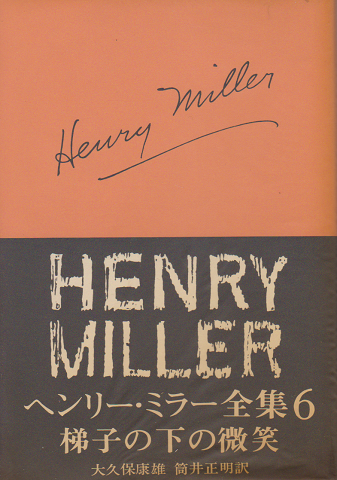 Henry Miller
HENRY
MILLER
ヘンリー・ミラー全集6
梯子の下の微笑
大久保康雄 筒井正明訳